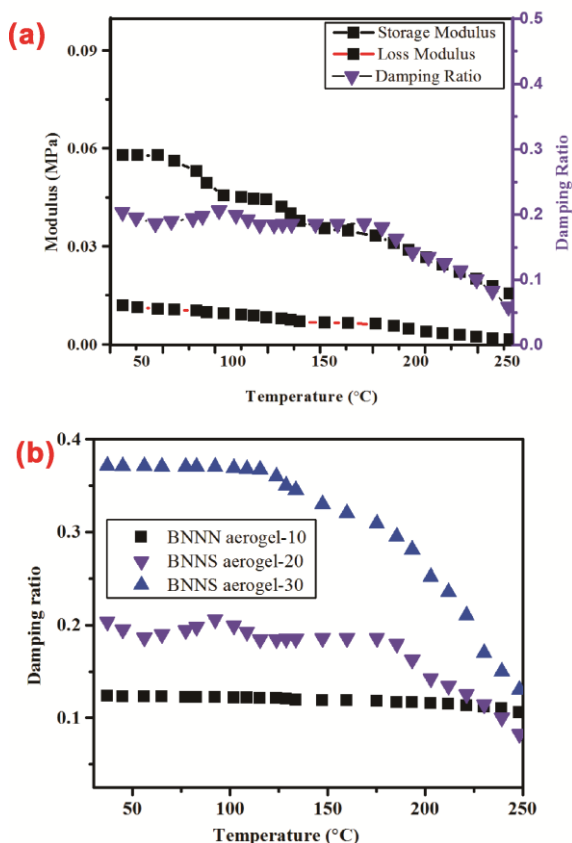 (a)
Storage Modulus
Loss Modulus
Damping Ratio
Modulus (MPa)
0.09
0.06
0.03
0.00
Damping Ratio
0.5
0.4
0.3
0.2
0.1
0.0
50 100 150 200 250
Temperature (°C)
(b)
Damping ratio
0.4
0.3
0.2
0.1
BNNN aerogel-10
BNNS aerogel-20
BNNS aerogel-30
50 100 150 200 250
Temperature (°C)